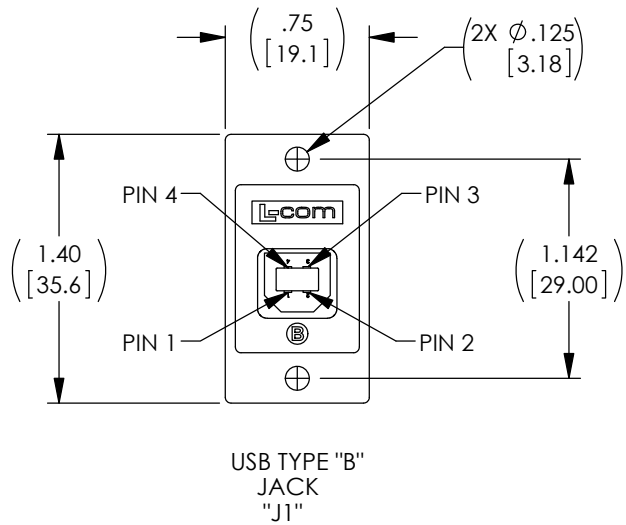 .75
[19.1]
2X Ø.125
[3.18]
PIN 4
PIN 3
L-com
1.40
[35.6]
1.142
[29.00]
PIN 1
PIN 2
B
USB TYPE "B"
JACK
"J1"